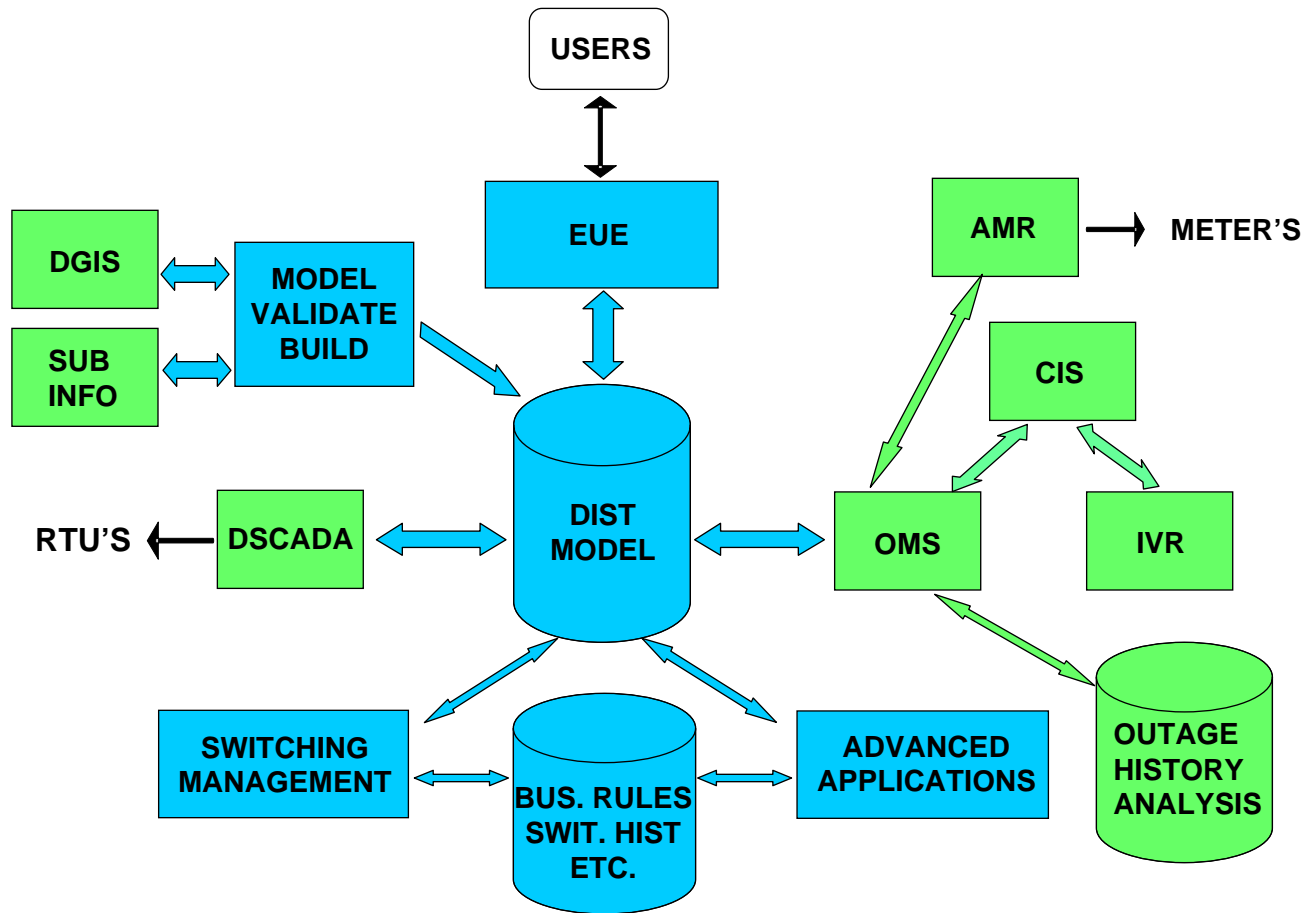 USERS
EUE
AMR
METER'S
DGIS
MODEL
VALIDATE
BUILD
SUB
INFO
CIS
RTU'S
DSCADA
DIST
MODEL
OMS
IVR
SWITCHING
MANAGEMENT
BUS. RULES
SWIT. HIST
ETC.
ADVANCED
APPLICATIONS
OUTAGE
HISTORY
ANALYSIS